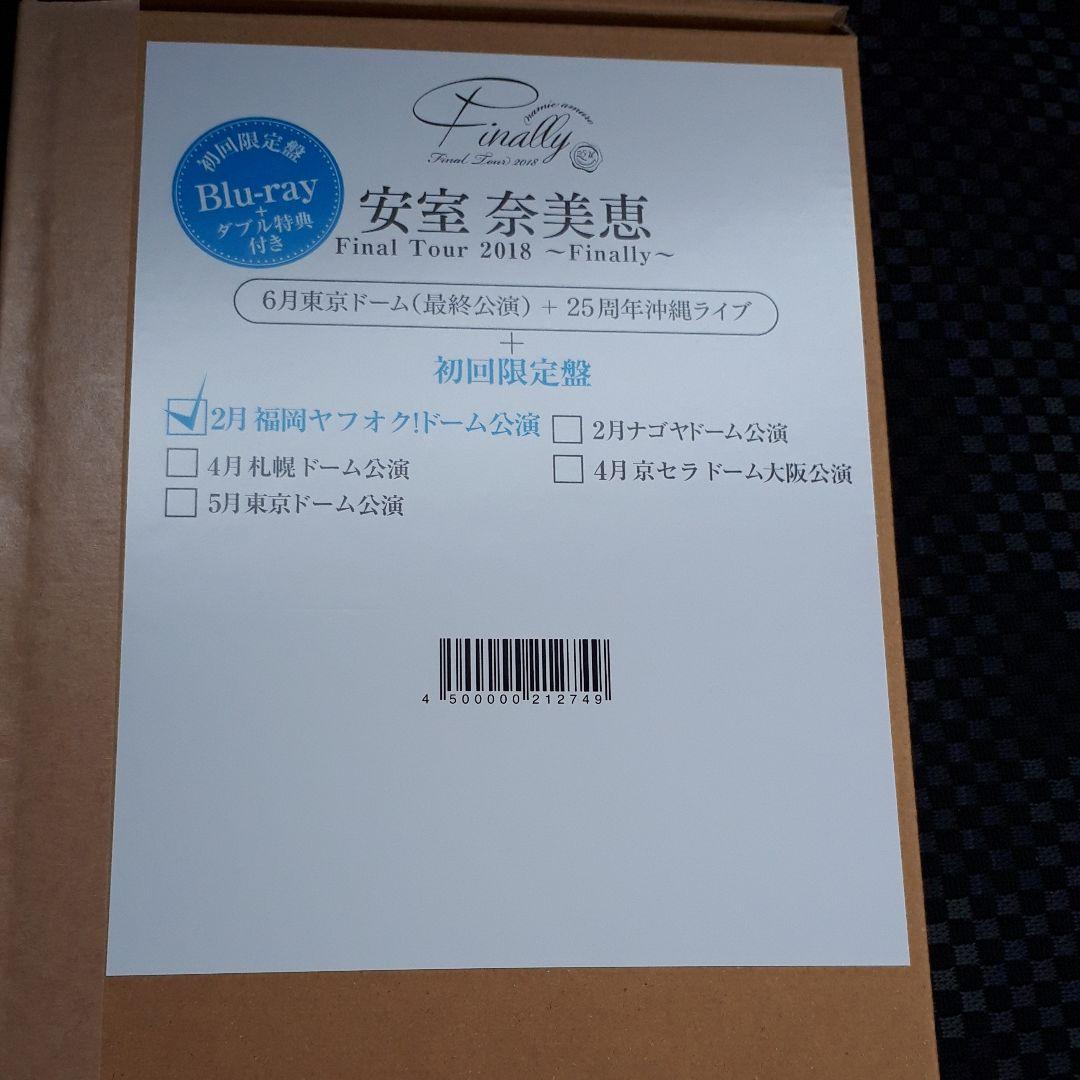 namie amuro
Finally
Final Tour 2018
初回限定盤
Blu-ray
+
ダブル特典
付き
安室 奈美恵
Final Tour 2018 ～Finally～
6月東京ドーム(最終公演) + 25周年沖縄ライブ
+
初回限定盤
2月 福岡ヤフオク!ドーム公演
2月ナゴヤドーム公演
4月札幌ドーム公演
4月京セラドーム大阪公演
5月東京ドーム公演
4 500000 212749